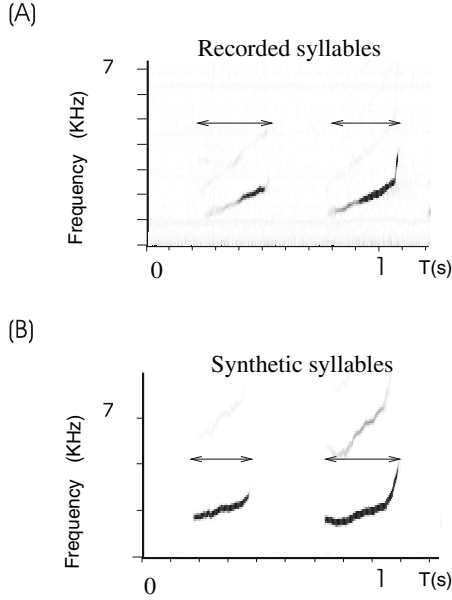 (A)
Recorded syllables
7
Frequency (KHz)
0
1
T(s)
(B)
Synthetic syllables
7
Frequency (KHz)
0
1
T(s)